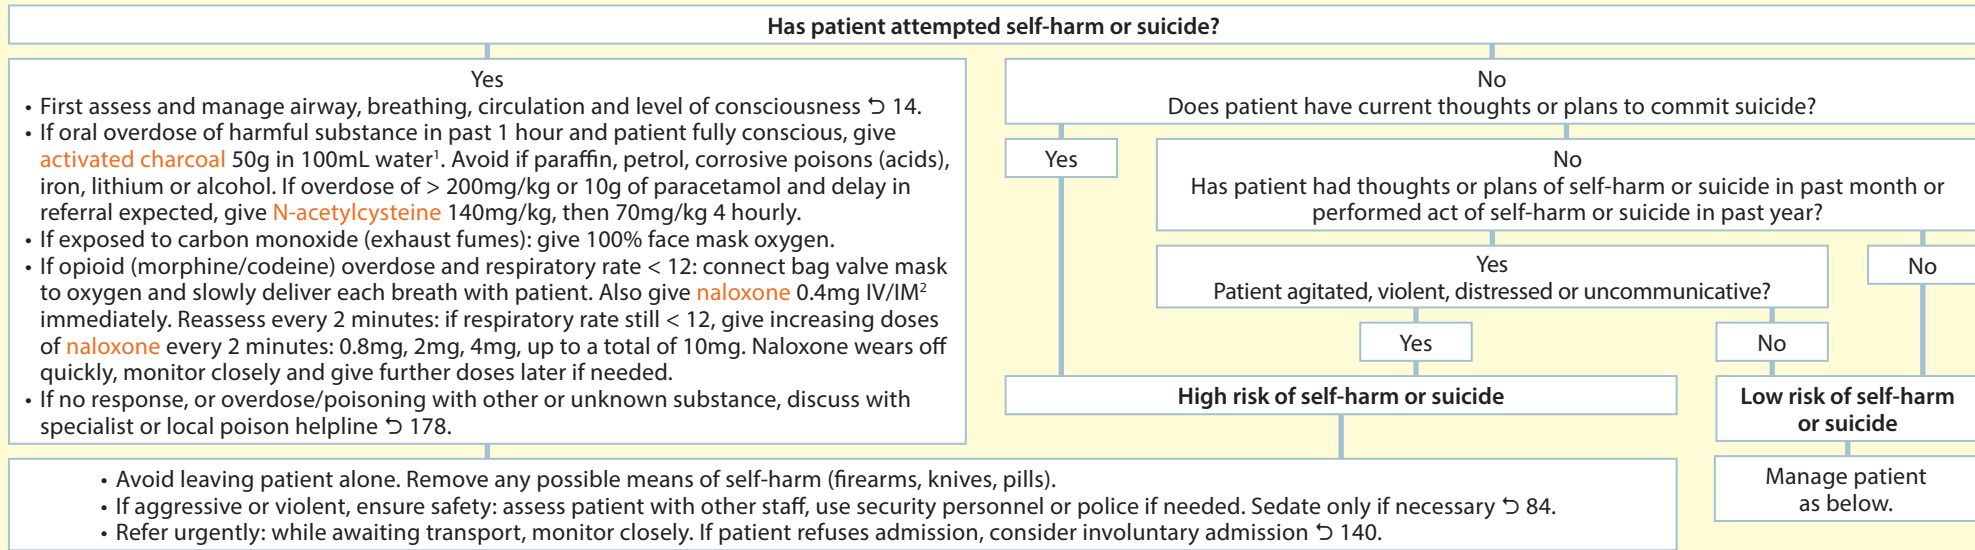 Has patient attempted self-harm or suicide?
Yes
• First assess and manage airway, breathing, circulation and level of consciousness ⮌ 14.
• If oral overdose of harmful substance in past 1 hour and patient fully conscious, give
activated charcoal 50g in 100mL water¹. Avoid if paraffin, petrol, corrosive poisons (acids),
iron, lithium or alcohol. If overdose of > 200mg/kg or 10g of paracetamol and delay in
referral expected, give N-acetylcysteine 140mg/kg, then 70mg/kg 4 hourly.
• If exposed to carbon monoxide (exhaust fumes): give 100% face mask oxygen.
• If opioid (morphine/codeine) overdose and respiratory rate < 12: connect bag valve mask
to oxygen and slowly deliver each breath with patient. Also give naloxone 0.4mg IV/IM²
immediately. Reassess every 2 minutes: if respiratory rate still < 12, give increasing doses
of naloxone every 2 minutes: 0.8mg, 2mg, 4mg, up to a total of 10mg. Naloxone wears off
quickly, monitor closely and give further doses later if needed.
• If no response, or overdose/poisoning with other or unknown substance, discuss with
specialist or local poison helpline ⮌ 178.
No
Does patient have current thoughts or plans to commit suicide?
Yes
No
Has patient had thoughts or plans of self-harm or suicide in past month or
performed act of self-harm or suicide in past year?
Yes
Patient agitated, violent, distressed or uncommunicative?
No
Yes
No
High risk of self-harm or suicide
Low risk of self-harm
or suicide
• Avoid leaving patient alone. Remove any possible means of self-harm (firearms, knives, pills).
• If aggressive or violent, ensure safety: assess patient with other staff, use security personnel or police if needed. Sedate only if necessary ⮌ 84.
• Refer urgently: while awaiting transport, monitor closely. If patient refuses admission, consider involuntary admission ⮌ 140.
Manage patient
as below.